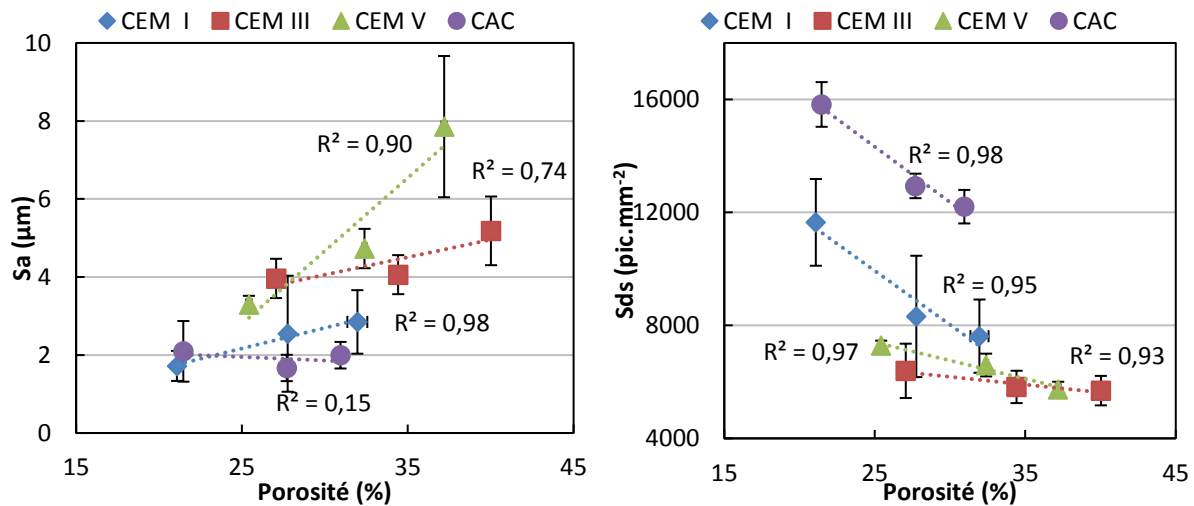 CEM I CEM III CEM V CAC
10
8
6
4
2
0
15 25 35 45
Sa (µm)
Porosité (%)
R² = 0,90
R² = 0,74
R² = 0,98
R² = 0,15
CEM I CEM III CEM V CAC
16000
12000
8000
4000
15 25 35 45
Sds (pic.mm⁻²)
Porosité (%)
R² = 0,98
R² = 0,95
R² = 0,97
R² = 0,93